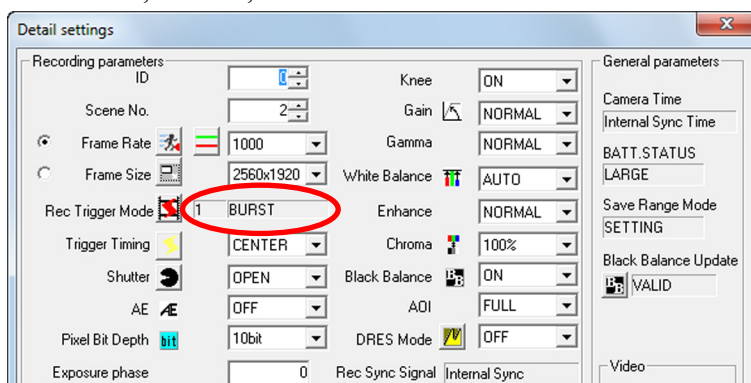 Detail settings
Recording parameters
ID 0
Scene No. 2
Frame Rate 1000
Frame Size 2560x1920
Rec Trigger Mode 1 BURST
Trigger Timing CENTER
Shutter OPEN
AE AE OFF
Pixel Bit Depth bit 10bit
Exposure phase 0
Knee ON
Gain NORMAL
Gamma NORMAL
White Balance AUTO
Enhance NORMAL
Chroma 100%
Black Balance BB ON
AOI FULL
DRES Mode OFF
Rec Sync Signal Internal Sync
General parameters
Camera Time
Internal Sync Time
BATT.STATUS
LARGE
Save Range Mode
SETTING
Black Balance Update
BB VALID
Video